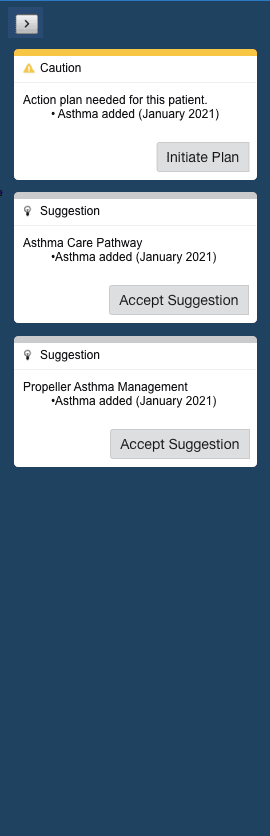 Caution
Action plan needed for this patient.
• Asthma added (January 2021)
Initiate Plan
Suggestion
Asthma Care Pathway
•Asthma added (January 2021)
Accept Suggestion
Suggestion
Propeller Asthma Management
•Asthma added (January 2021)
Accept Suggestion